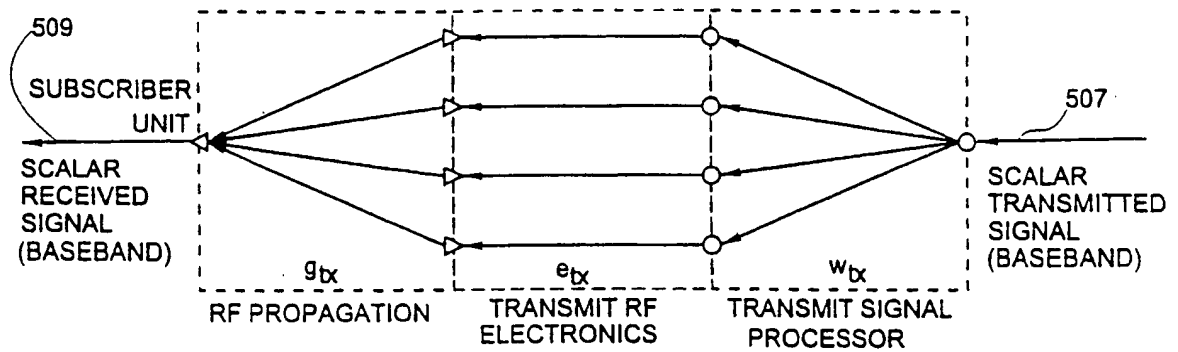 509
SUBSCRIBER
UNIT
507
SCALAR
RECEIVED
SIGNAL
(BASEBAND)
SCALAR
TRANSMITTED
SIGNAL
(BASEBAND)
gtx
etx
wtx
RF PROPAGATION
TRANSMIT RF
ELECTRONICS
TRANSMIT SIGNAL
PROCESSOR